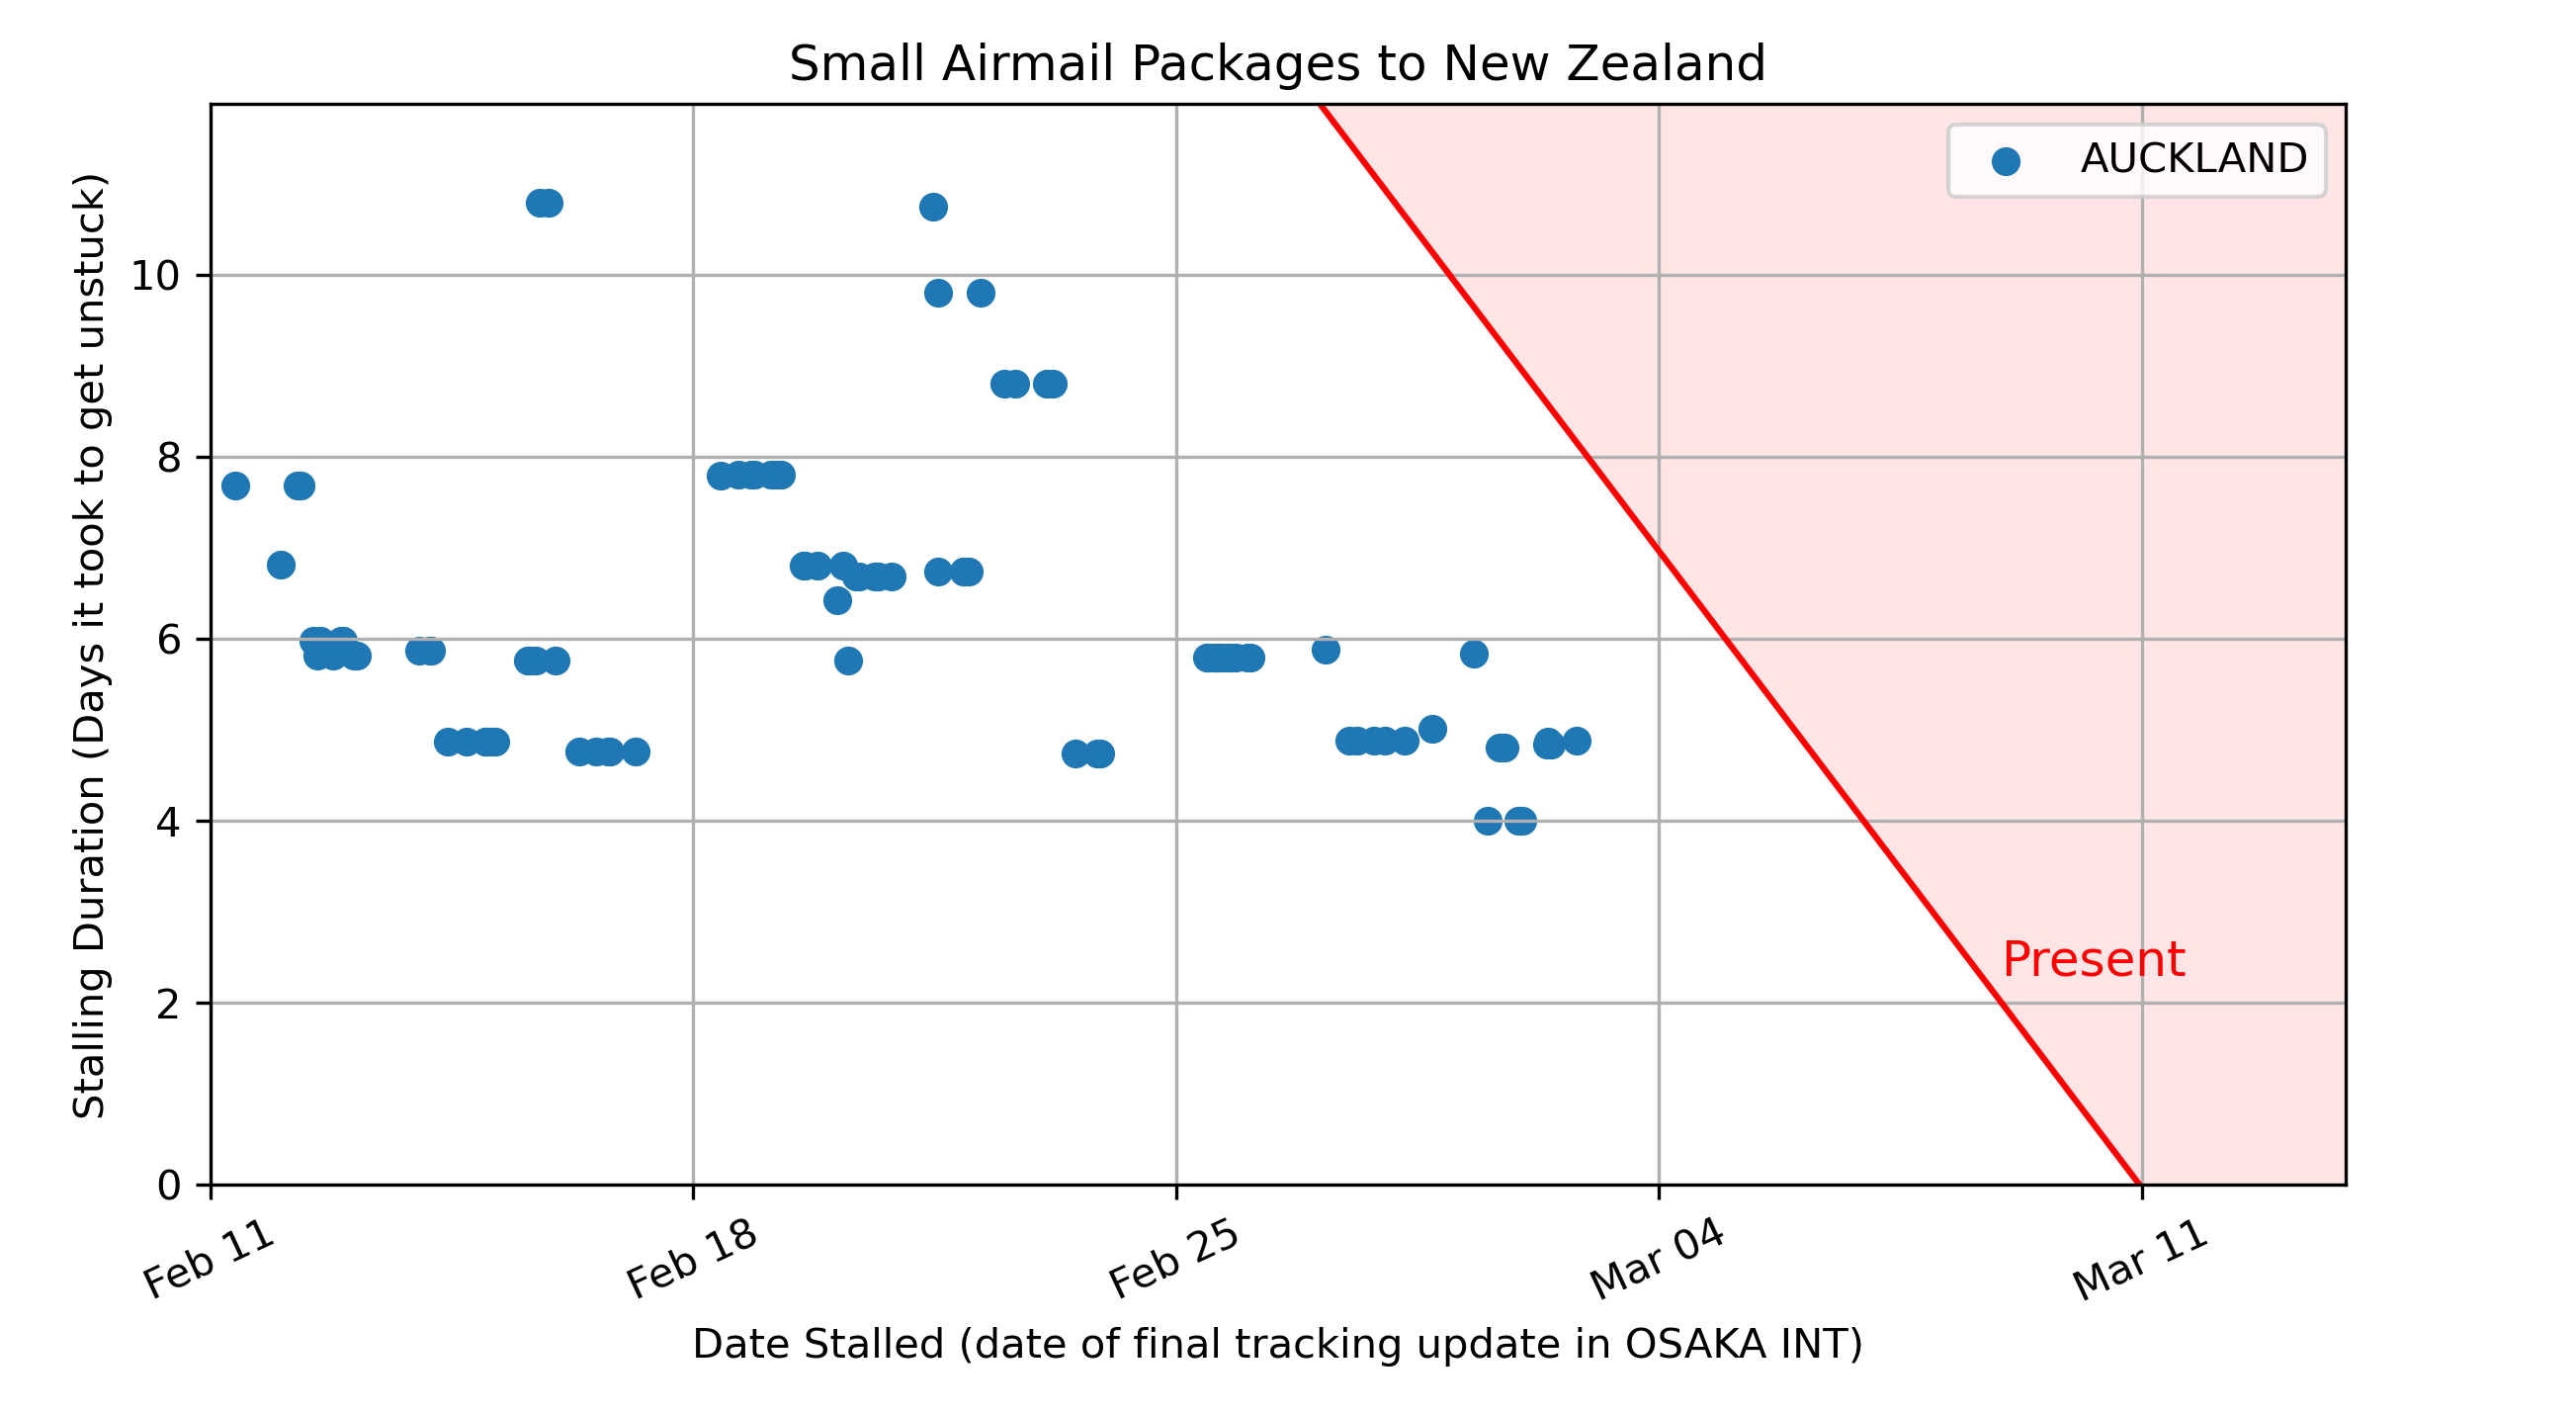 Small Airmail Packages to New Zealand
AUCKLAND
Stalling Duration (Days it took to get unstuck)
10
8
6
4
2
0
Present
Feb 11
Feb 18
Feb 25
Mar 04
Mar 11
Date Stalled (date of final tracking update in OSAKA INT)